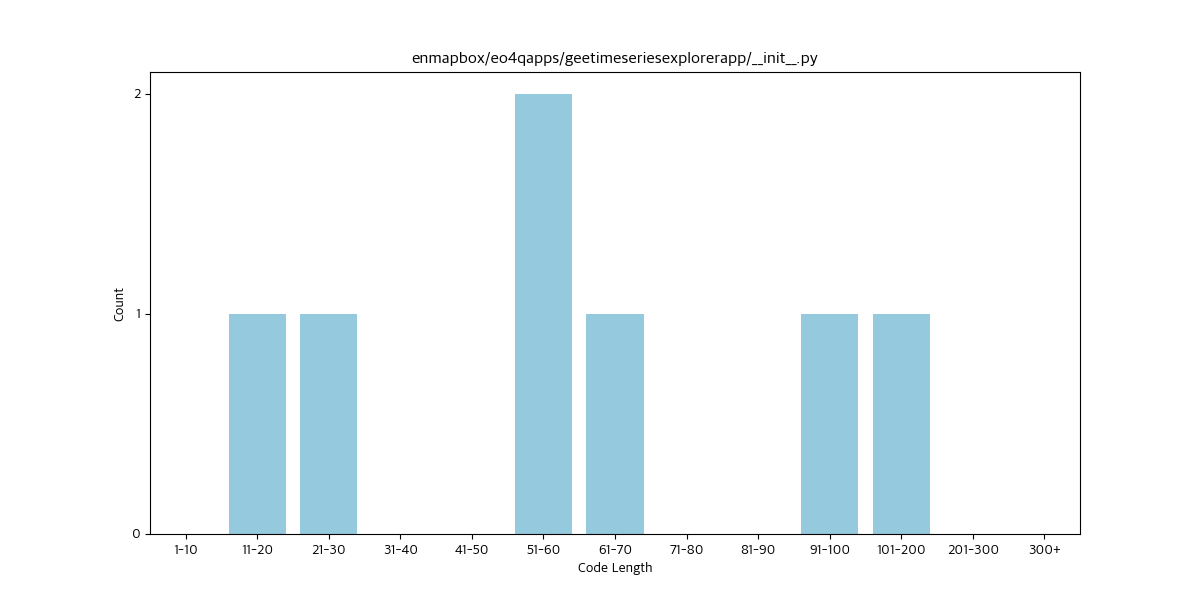 enmapbox/eo4qapps/geetimeseriesexplorerapp/__init__.py
2
1
0
Count
1-10 11-20 21-30 31-40 41-50 51-60 61-70 71-80 81-90 91-100 101-200 201-300 300+
Code Length